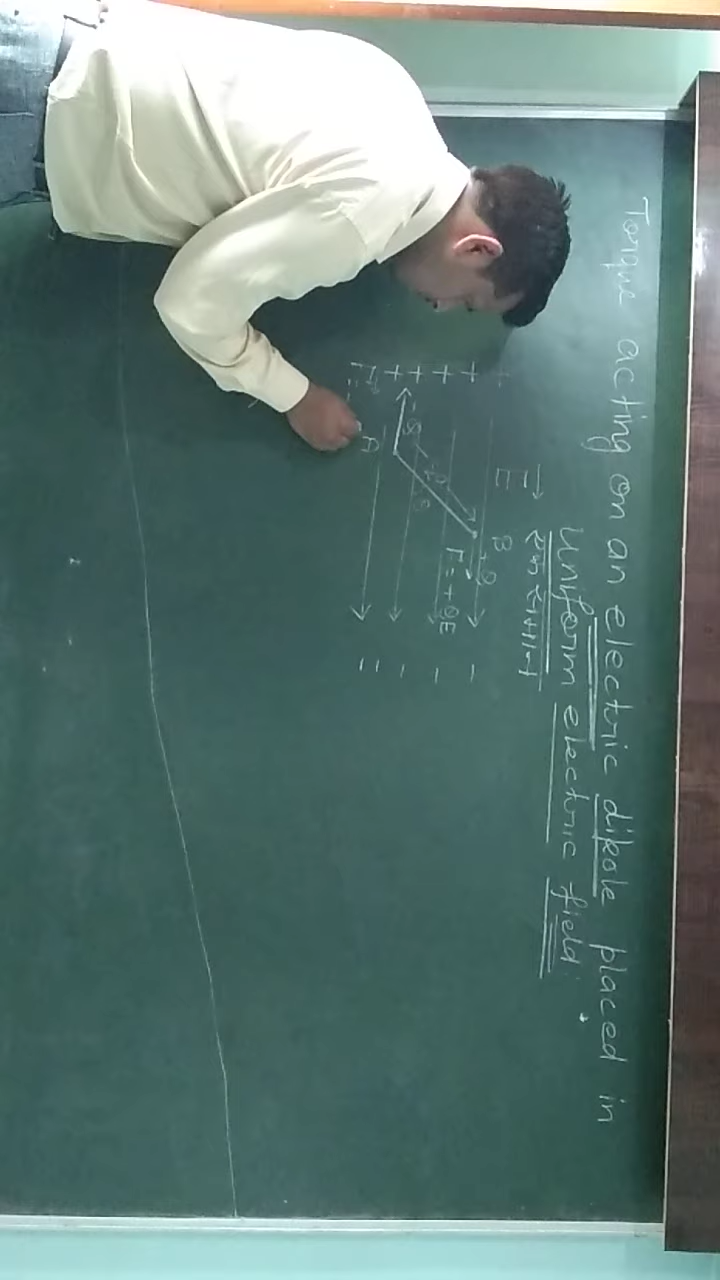 Torque acting on an electric dipole placed in
Uniform electric field.
E
B
F = +qE
+ + + + +
A